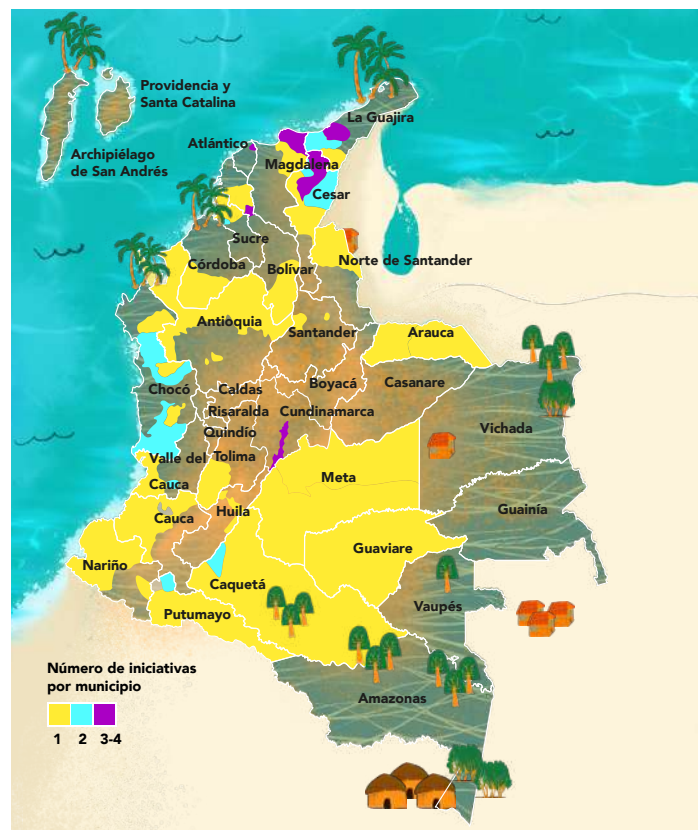 Providencia y
Santa Catalina
La Guajira
Archipiélago
de San Andrés
Atlántico
Magdalena
Cesar
Sucre
Córdoba
Bolívar
Norte de Santander
Antioquia
Santander
Arauca
Chocó
Caldas
Boyacá
Casanare
Risaralda
Cundinamarca
Quindío
Vichada
Valle del
Cauca
Tolima
Meta
Guainía
Cauca
Huila
Guaviare
Nariño
Caquetá
Vaupés
Putumayo
Amazonas
Número de iniciativas
por municipio
1 2 3-4